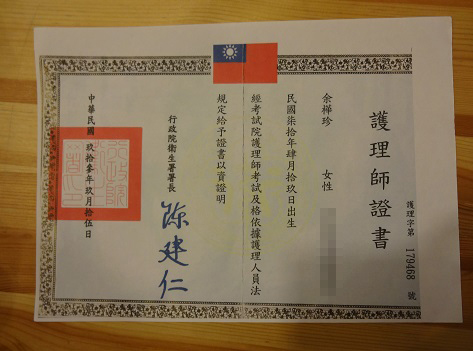 護理師證書
護理字第 179468 號
余梯珍 女性
民國柒拾年肆月拾玖日出生
經考試院護理師考試及格依據護理人員法
規定給予證書以資證明
行政院衛生署署長
陳建仁
中華民國 玖拾參年玖月拾伍日